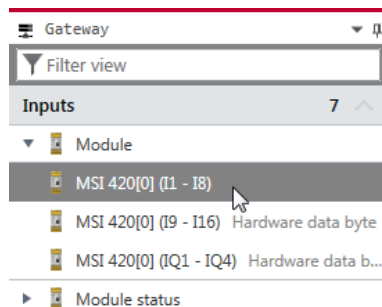 Gateway
Filter view
Inputs 7
Module
MSI 420[0] (I1 - I8)
MSI 420[0] (I9 - I16) Hardware data byte
MSI 420[0] (IQ1 - IQ4) Hardware data b...
Module status